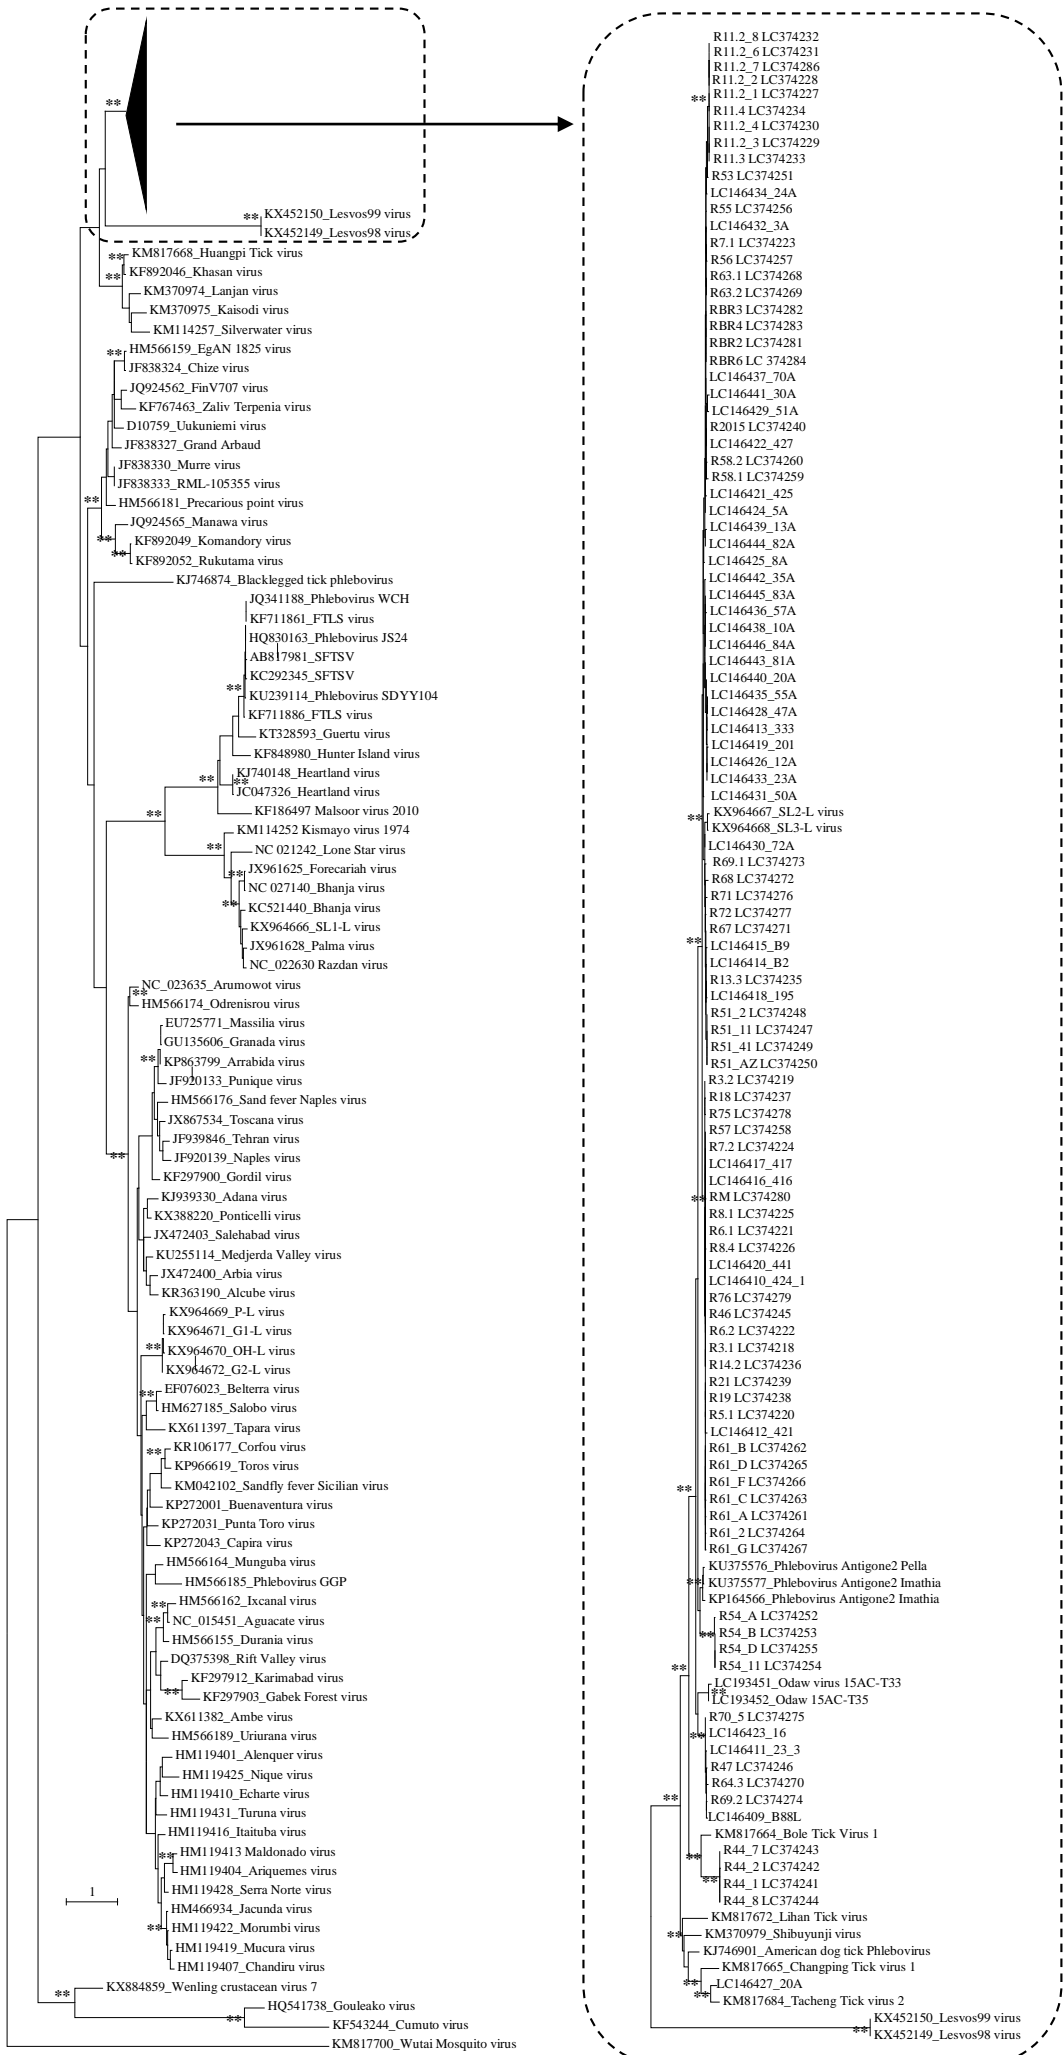 **
** KX452150_Lesvos99 virus
KX452149_Lesvos98 virus
** KM817668_Huangpi Tick virus
** KF892046_Khasan virus
KM370974_Lanjan virus
KM370975_Kaisodi virus
KM114257_Silverwater virus
HM566159_EgAN 1825 virus
** JF838324_Chize virus
JQ924562_FinV707 virus
KF767463_Zaliv Terpenia virus
D10759_Uukuniemi virus
JF838327_Grand Arbaud
JF838330_Murre virus
JF838333_RML-105355 virus
** HM566181_Precarious point virus
JQ924565_Manawa virus
** KF892049_Komandory virus
** KF892052_Rukutama virus
KJ746874_Blacklegged tick phlebovirus
JQ341188_Phlebovirus WCH
KF711861_FTLS virus
HQ830163_Phlebovirus JS24
AB817981_SFTSV
KC292345_SFTSV
** KU239114_Phlebovirus SDYY104
KF711886_FTLS virus
KT328593_Guertu virus
KF848980_Hunter Island virus
KJ740148_Heartland virus
** ** JC047326_Heartland virus
KF186497 Malsoor virus 2010
** KM114252 Kismayo virus 1974
** NC 021242_Lone Star virus
** JX961625_Forecariah virus
NC 027140_Bhanja virus
** KC521440_Bhanja virus
KX964666_SL1-L virus
JX961628_Palma virus
NC_022630 Razdan virus
NC_023635_Arumowot virus
** HM566174_Odrenisrou virus
EU725771_Massilia virus
GU135606_Granada virus
** KP863799_Arrabida virus
JF920133_Punique virus
HM566176_Sand fever Naples virus
JX867534_Toscana virus
JF939846_Tehran virus
** JF920139_Naples virus
KF297900_Gordil virus
KJ939330_Adana virus
KX388220_Ponticelli virus
JX472403_Salehabad virus
KU255114_Medjerda Valley virus
JX472400_Arbia virus
KR363190_Alcube virus
KX964669_P-L virus
KX964671_G1-L virus
** KX964670_OH-L virus
KX964672_G2-L virus
** EF076023_Belterra virus
HM627185_Salobo virus
KX611397_Tapara virus
** KR106177_Corfou virus
KP966619_Toros virus
KM042102_Sandfly fever Sicilian virus
KP272001_Buenaventura virus
KP272031_Punta Toro virus
KP272043_Capira virus
HM566164_Munguba virus
HM566185_Phlebovirus GGP
** HM566162_Ixcanal virus
** NC_015451_Aguacate virus
HM566155_Durania virus
DQ375398_Rift Valley virus
KF297912_Karimabad virus
** KF297903_Gabek Forest virus
KX611382_Ambe virus
HM566189_Uriurana virus
HM119401_Alenquer virus
HM119425_Nique virus
HM119410_Echarte virus
HM119431_Turuna virus
HM119416_Itaituba virus
** HM119413 Maldonado virus
HM119404_Ariquemes virus
1 HM119428_Serra Norte virus
HM466934_Jacunda virus
** HM119422_Morumbi virus
HM119419_Mucura virus
HM119407_Chandiru virus
** KX884859_Wenling crustacean virus 7
HQ541738_Gouleako virus
** KF543244_Cumuto virus
KM817700_Wutai Mosquito virus
R11.2_8 LC374232
R11.2_6 LC374231
R11.2_7 LC374286
R11.2_2 LC374228
** R11.2_1 LC374227
R11.4 LC374234
R11.2_4 LC374230
R11.2_3 LC374229
R11.3 LC374233
R53 LC374251
LC146434_24A
R55 LC374256
LC146432_3A
R7.1 LC374223
R56 LC374257
R63.1 LC374268
R63.2 LC374269
RBR3 LC374282
RBR4 LC374283
RBR2 LC374281
RBR6 LC 374284
LC146437_70A
LC146441_30A
LC146429_51A
R2015 LC374240
LC146422_427
R58.2 LC374260
R58.1 LC374259
LC146421_425
LC146424_5A
LC146439_13A
LC146444_82A
LC146425_8A
LC146442_35A
LC146445_83A
LC146436_57A
LC146438_10A
LC146446_84A
LC146443_81A
LC146440_20A
LC146435_55A
LC146428_47A
LC146413_333
LC146419_201
LC146426_12A
LC146433_23A
LC146431_50A
** KX964667_SL2-L virus
KX964668_SL3-L virus
LC146430_72A
R69.1 LC374273
R68 LC374272
R71 LC374276
R72 LC374277
R67 LC374271
** LC146415_B9
LC146414_B2
R13.3 LC374235
LC146418_195
R51_2 LC374248
R51_11 LC374247
R51_41 LC374249
R51_AZ LC374250
R3.2 LC374219
R18 LC374237
R75 LC374278
R57 LC374258
R7.2 LC374224
LC146417_417
LC146416_416
** RM LC374280
R8.1 LC374225
R6.1 LC374221
R8.4 LC374226
LC146420_441
LC146410_424_1
R76 LC374279
R46 LC374245
R6.2 LC374222
R3.1 LC374218
R14.2 LC374236
R21 LC374239
R19 LC374238
R5.1 LC374220
LC146412_421
R61_B LC374262
R61_D LC374265
** R61_F LC374266
R61_C LC374263
R61_A LC374261
R61_2 LC374264
R61_G LC374267
KU375576_Phlebovirus Antigone2 Pella
** KU375577_Phlebovirus Antigone2 Imathia
KP164566_Phlebovirus Antigone2 Imathia
R54_A LC374252
** R54_B LC374253
R54_D LC374255
** R54_11 LC374254
LC193451_Odaw virus 15AC-T33
** LC193452_Odaw 15AC-T35
R70_5 LC374275
** LC146423_16
LC146411_23_3
R47 LC374246
R64.3 LC374270
** R69.2 LC374274
LC146409_B88L
KM817664_Bole Tick Virus 1
** R44_7 LC374243
R44_2 LC374242
** R44_1 LC374241
R44_8 LC374244
KM817672_Lihan Tick virus
** KM370979_Shibuyunji virus
KJ746901_American dog tick Phlebovirus
KM817665_Changping Tick virus 1
** LC146427_20A
** KM817684_Tacheng Tick virus 2
KX452150_Lesvos99 virus
** KX452149_Lesvos98 virus